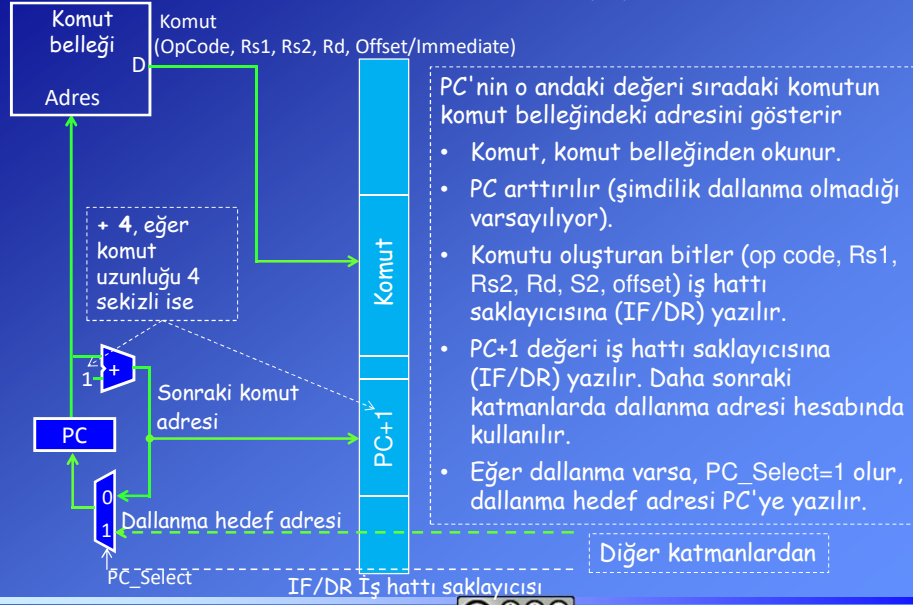 Komut
belleği
D
Adres
Komut
(OpCode, Rs1, Rs2, Rd, Offset/Immediate)
+ 4, eğer
komut
uzunluğu 4
sekizli ise
1
+
Sonraki komut
adresi
PC
0
1
Dallanma hedef adresi
PC_Select
Komut
PC+1
IF/DR İş hattı saklayıcısı
PC'nin o andaki değeri sıradaki komutun
komut belleğindeki adresini gösterir
• Komut, komut belleğinden okunur.
• PC arttırılır (şimdilik dallanma olmadığı
varsayılıyor).
• Komutu oluşturan bitler (op code, Rs1,
Rs2, Rd, S2, offset) iş hattı
saklayıcısına (IF/DR) yazılır.
• PC+1 değeri iş hattı saklayıcısına
(IF/DR) yazılır. Daha sonraki
katmanlarda dallanma adresi hesabında
kullanılır.
• Eğer dallanma varsa, PC_Select=1 olur,
dallanma hedef adresi PC'ye yazılır.
Diğer katmanlardan